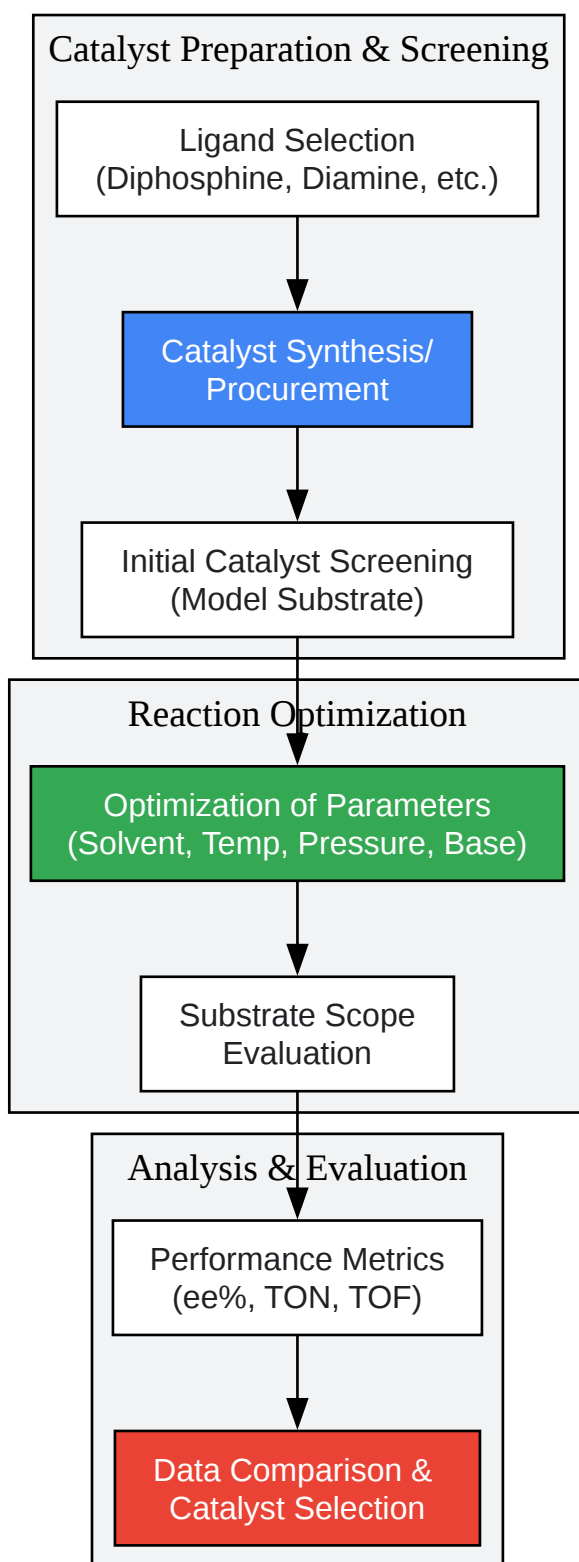 Catalyst Preparation & Screening
Ligand Selection
(Diphosphine, Diamine, etc.)
Catalyst Synthesis/
Procurement
Initial Catalyst Screening
(Model Substrate)
Reaction Optimization
Optimization of Parameters
(Solvent, Temp, Pressure, Base)
Substrate Scope
Evaluation
Analysis & Evaluation
Performance Metrics
(ee%, TON, TOF)
Data Comparison &
Catalyst Selection